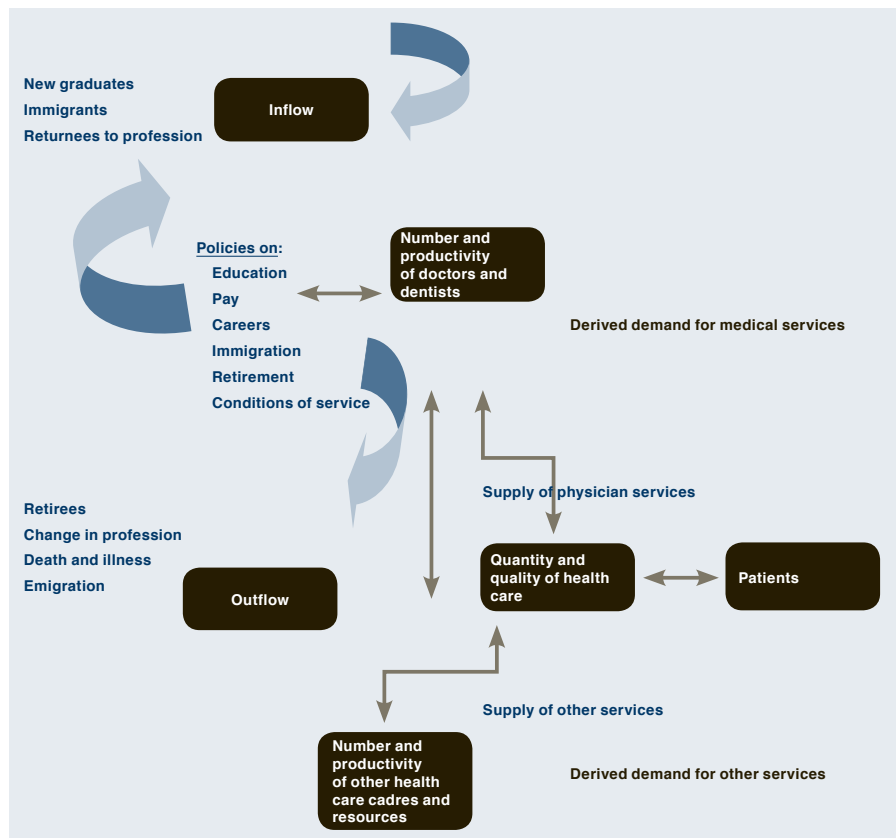 New graduates
Immigrants
Returnees to profession
Inflow
Policies on:
Education
Pay
Careers
Immigration
Retirement
Conditions of service
Number and
productivity
of doctors and
dentists
Derived demand for medical services
Supply of physician services
Retirees
Change in profession
Death and illness
Emigration
Outflow
Quantity and
quality of health
care
Patients
Supply of other services
Number and
productivity
of other health
care cadres and
resources
Derived demand for other services